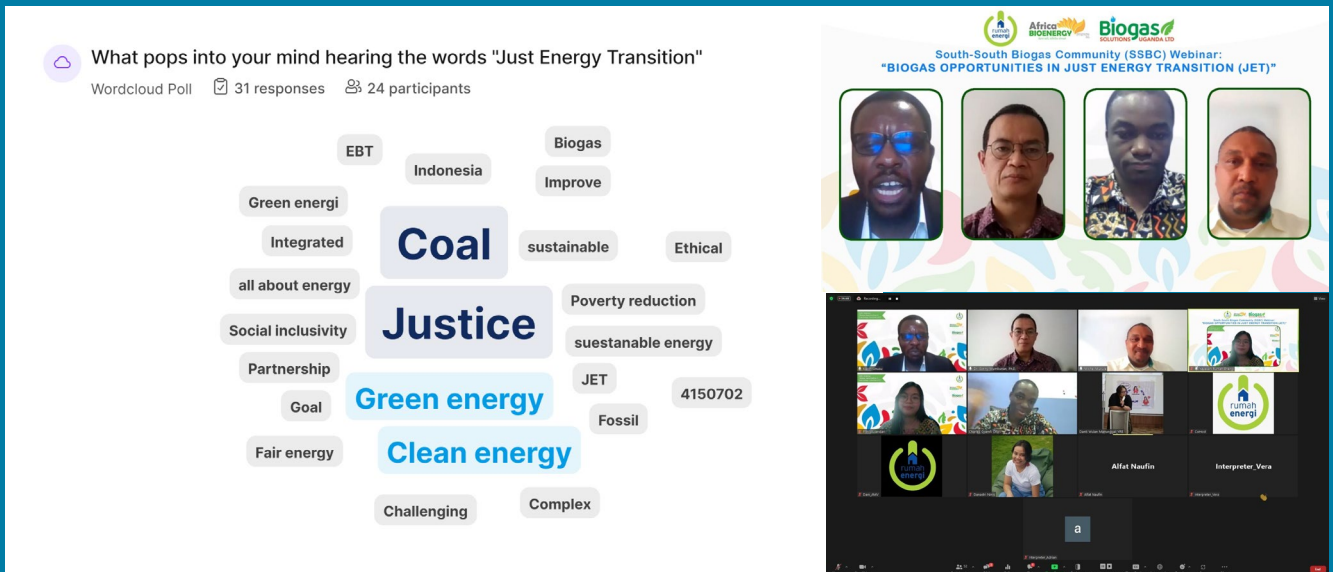 What pops into your mind hearing the words "Just Energy Transition"
Wordcloud Poll 31 responses 24 participants
EBT
Biogas
Indonesia
Improve
Green energi
Integrated
Coal
sustainable
Ethical
all about energy
Justice
Poverty reduction
Social inclusivity
suestanable energy
Partnership
JET
4150702
Goal
Green energy
Fossil
Fair energy
Clean energy
Challenging
Complex
rumah
energi
Africa
BIOENERGY
Biogas
SOLUTIONS UGANDA LTD
South-South Biogas Community (SSBC) Webinar:
"BIOGAS OPPORTUNITIES IN JUST ENERGY TRANSITION (JET)"
rumah
energi
rumah
energi
Alfat Naufin
Interpreter_Vera
a